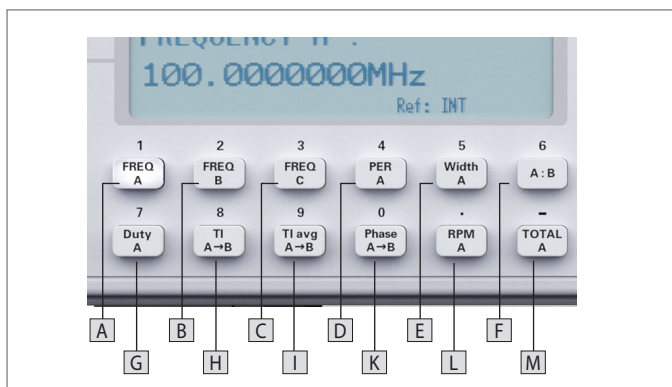 FREQUENCY A :
100.0000000MHz
Ref: INT
1 2 3 4 5 6
FREQ A FREQ B FREQ C PER A Width A A : B
7 8 9 0 . –
Duty A TI A→B TI avg A→B Phase A→B RPM A TOTAL A
A B C D E F
G H I K L M